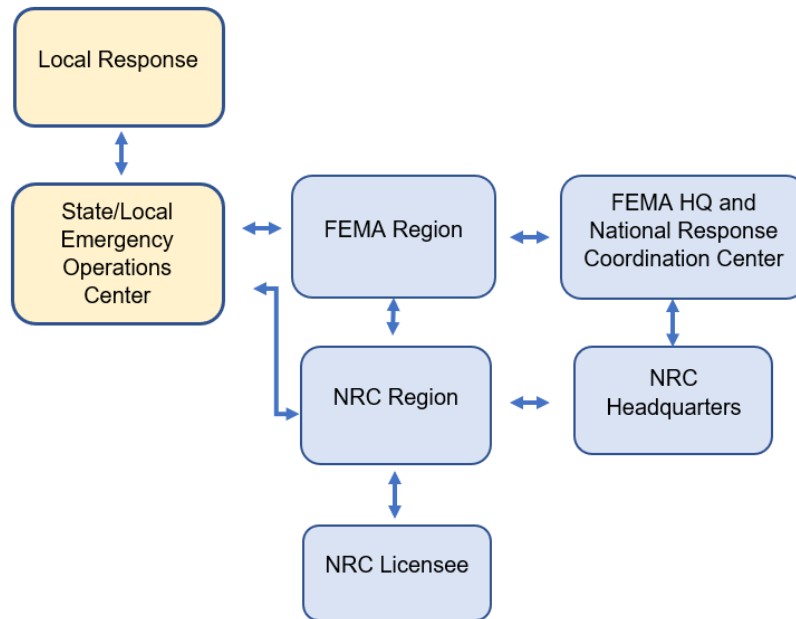 Local Response
State/Local
Emergency
Operations
Center
FEMA Region
FEMA HQ and
National Response
Coordination Center
NRC Region
NRC
Headquarters
NRC Licensee